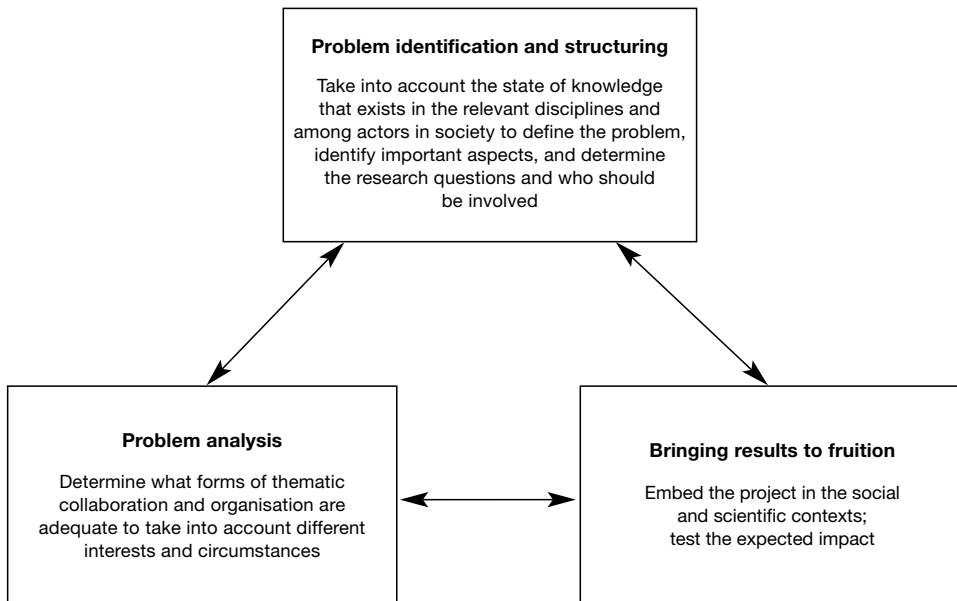 Problem identification and structuring
Take into account the state of knowledge
that exists in the relevant disciplines and
among actors in society to define the problem,
identify important aspects, and determine
the research questions and who should
be involved
Problem analysis
Determine what forms of thematic
collaboration and organisation are
adequate to take into account different
interests and circumstances
Bringing results to fruition
Embed the project in the social
and scientific contexts;
test the expected impact